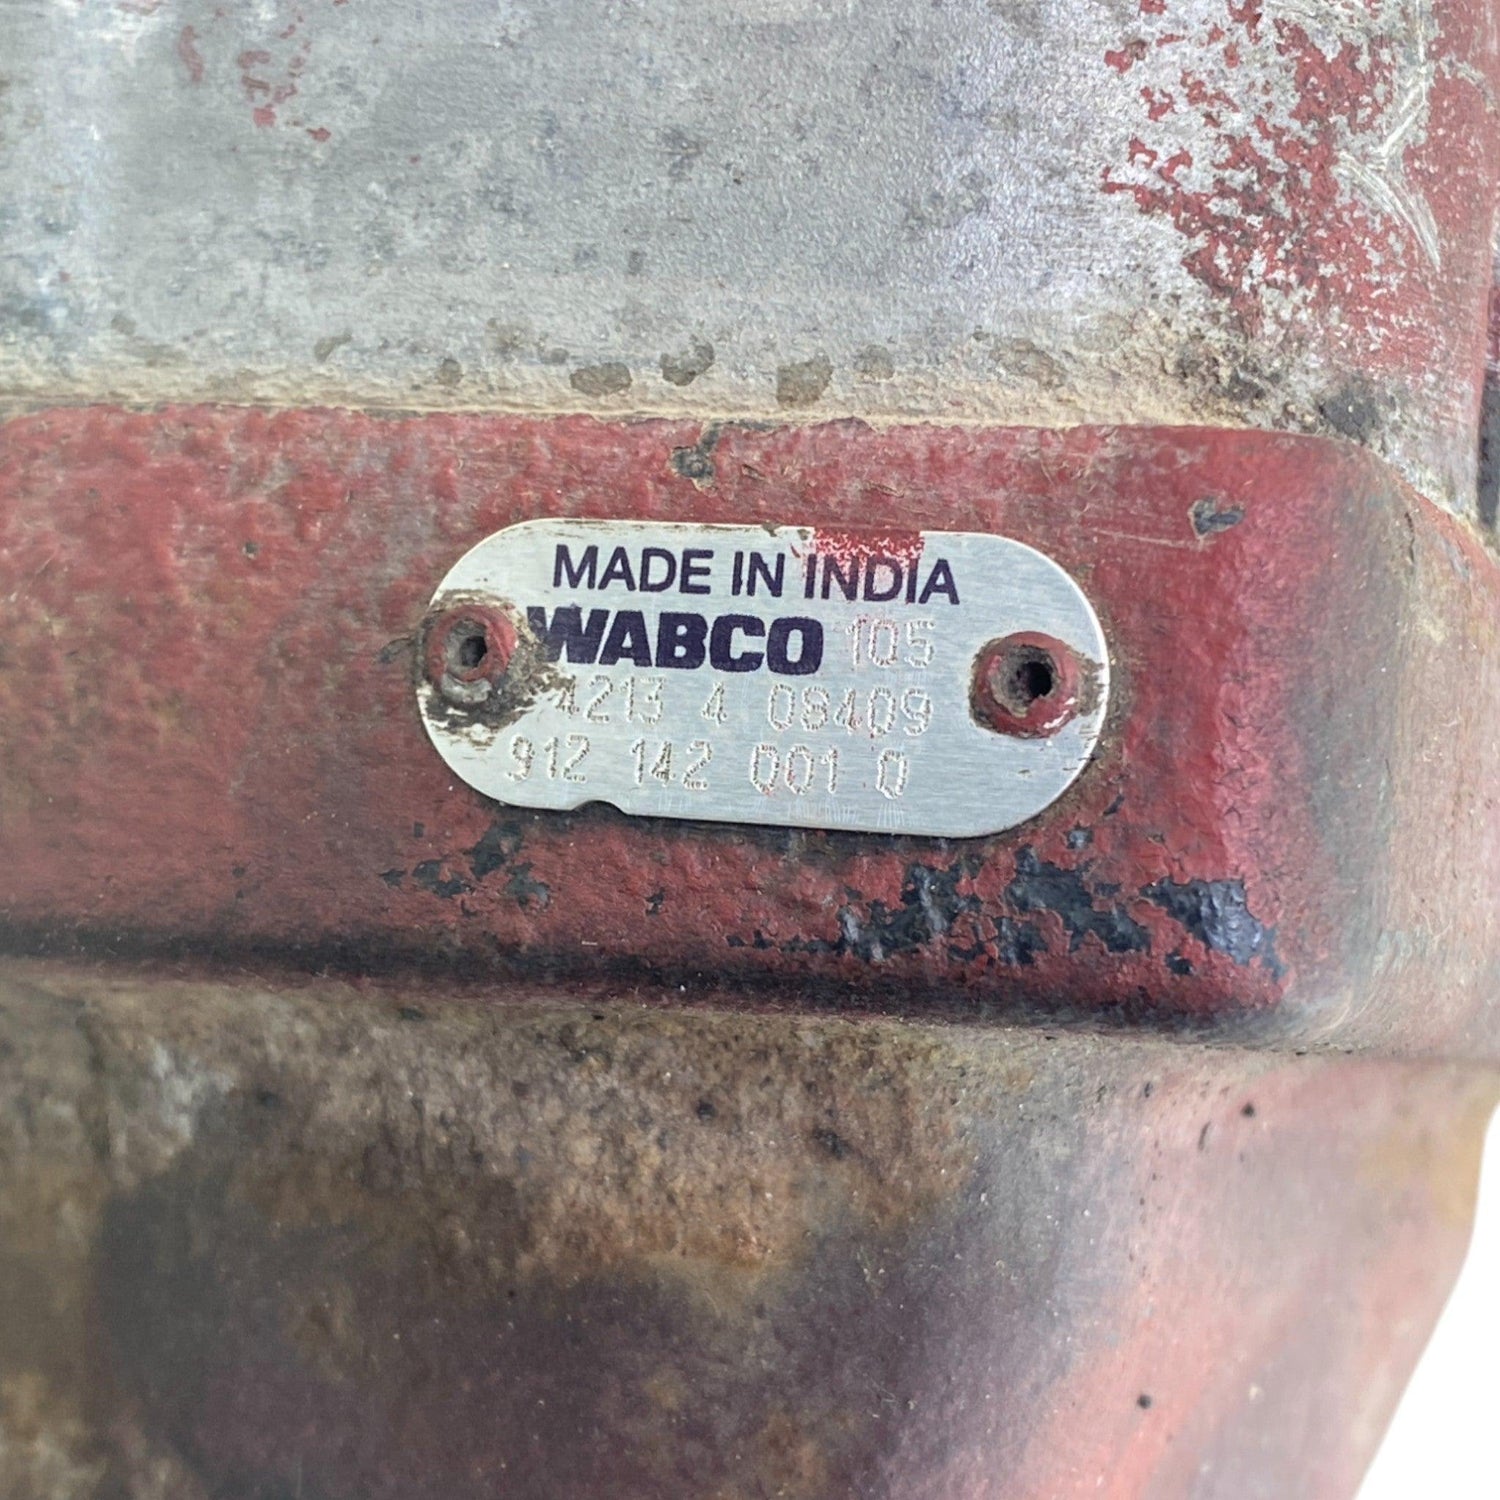 MADE IN INDIA
WABCO 105
4213 4 08409
912 142 001 0